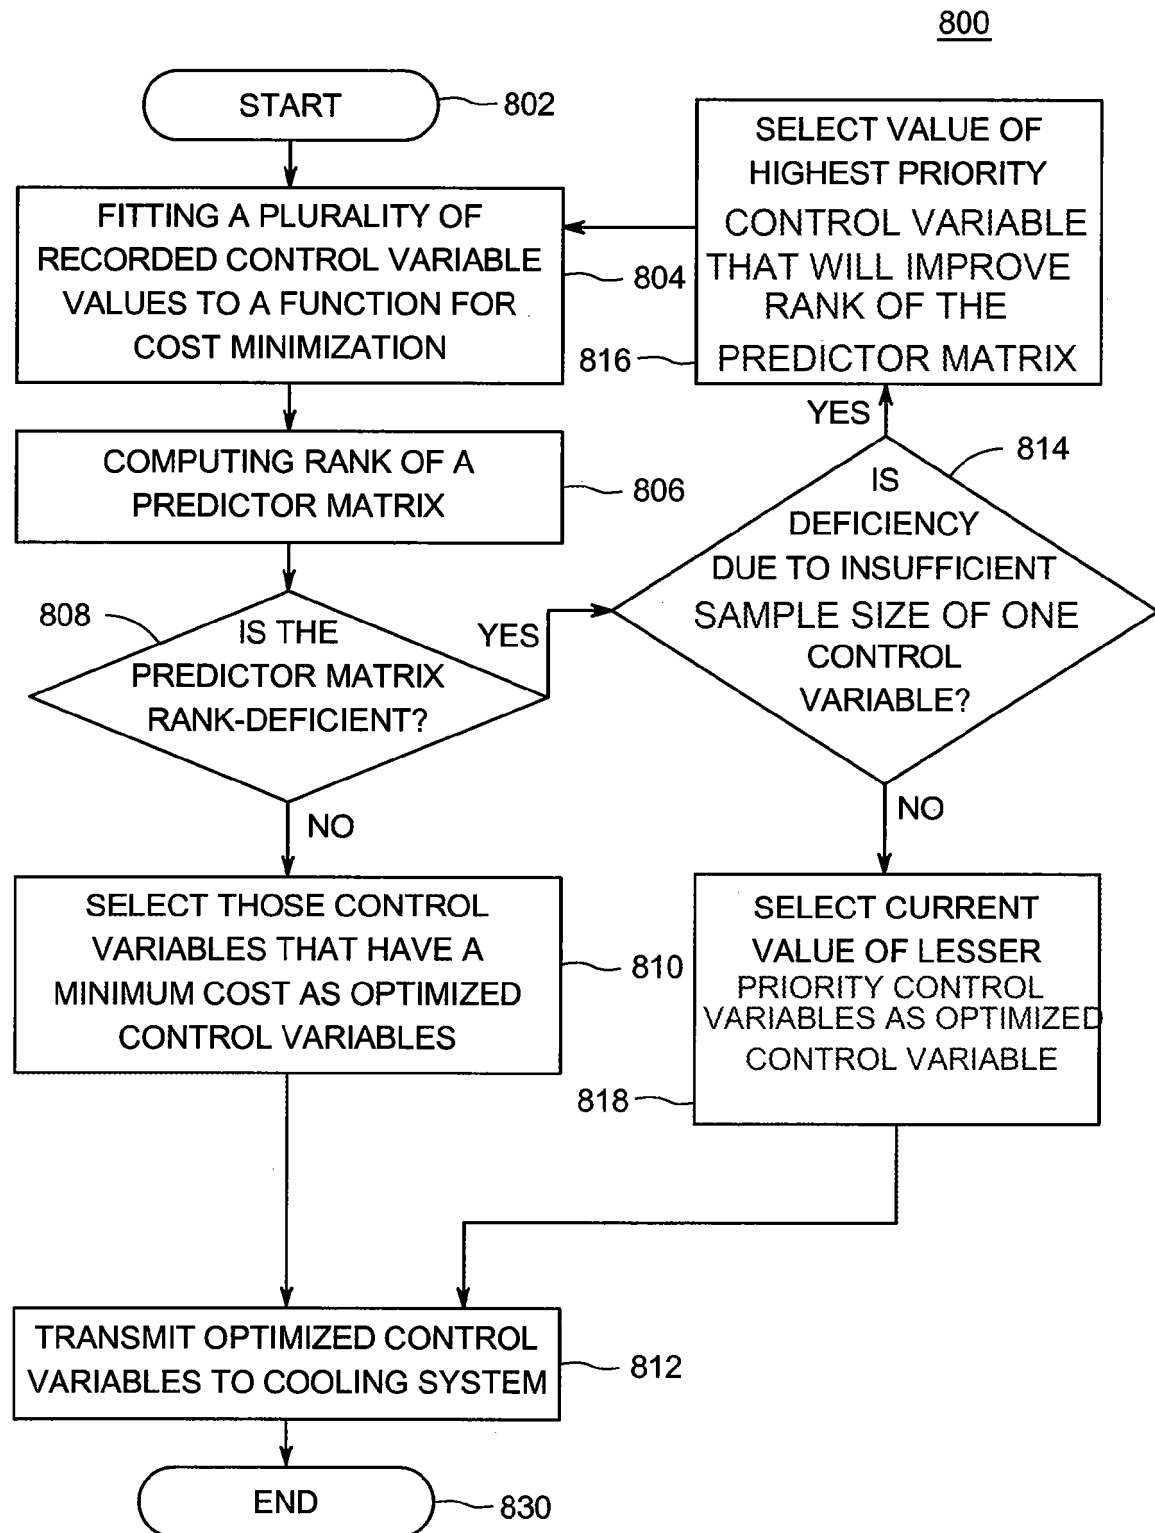 800
START
802
FITTING A PLURALITY OF
RECORDED CONTROL VARIABLE
VALUES TO A FUNCTION FOR
COST MINIMIZATION
804
SELECT VALUE OF
HIGHEST PRIORITY
CONTROL VARIABLE
THAT WILL IMPROVE
RANK OF THE
PREDICTOR MATRIX
816
COMPUTING RANK OF A
PREDICTOR MATRIX
806
YES
814
IS
DEFICIENCY
DUE TO INSUFFICIENT
SAMPLE SIZE OF ONE
CONTROL
VARIABLE?
808
IS THE
PREDICTOR MATRIX
RANK-DEFICIENT?
YES
NO
NO
SELECT THOSE CONTROL
VARIABLES THAT HAVE A
MINIMUM COST AS OPTIMIZED
CONTROL VARIABLES
810
SELECT CURRENT
VALUE OF LESSER
PRIORITY CONTROL
VARIABLES AS OPTIMIZED
CONTROL VARIABLE
818
TRANSMIT OPTIMIZED CONTROL
VARIABLES TO COOLING SYSTEM
812
END
830